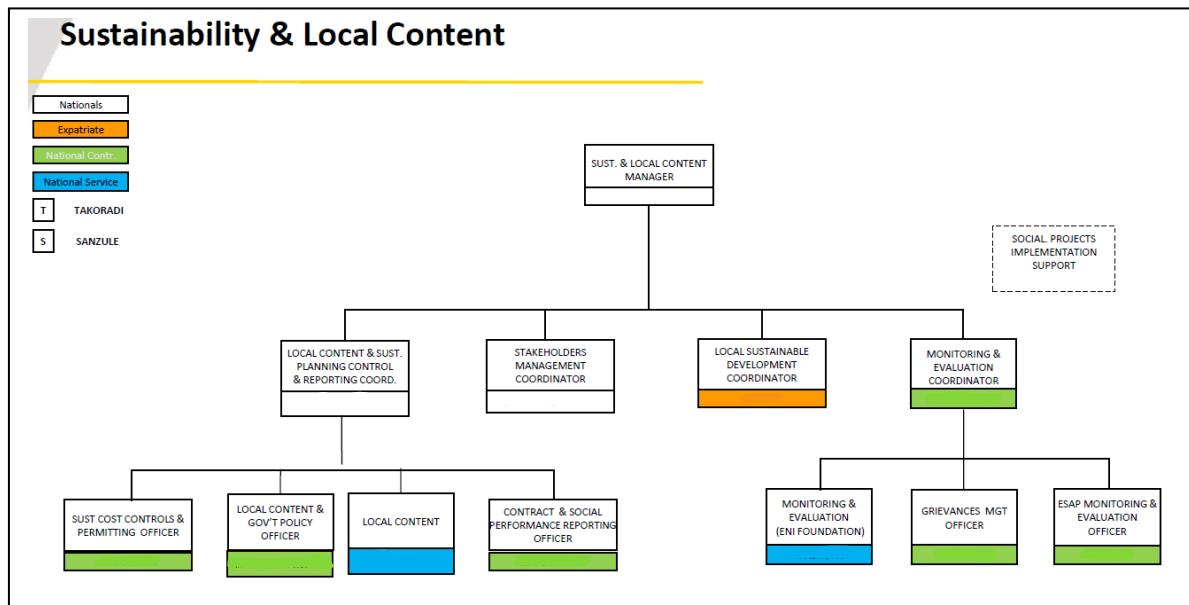 Sustainability & Local Content
Nationals
Expatriate
National Contr.
National Service
T TAKORADI
S SANZULE
SUST. & LOCAL CONTENT
MANAGER
SOCIAL. PROJECTS
IMPLEMENTATION
SUPPORT
LOCAL CONTENT & SUST.
PLANNING CONTROL
& REPORTING COORD.
STAKEHOLDERS
MANAGEMENT
COORDINATOR
LOCAL SUSTAINABLE
DEVELOPMENT
COORDINATOR
MONITORING &
EVALUATION
COORDINATOR
SUST COST CONTROLS &
PERMITTING OFFICER
LOCAL CONTENT &
GOV'T POLICY
OFFICER
LOCAL CONTENT
CONTRACT & SOCIAL
PERFORMANCE REPORTING
OFFICER
MONITORING &
EVALUATION
(ENI FOUNDATION)
GRIEVANCES MGT
OFFICER
ESAP MONITORING &
EVALUATION
OFFICER